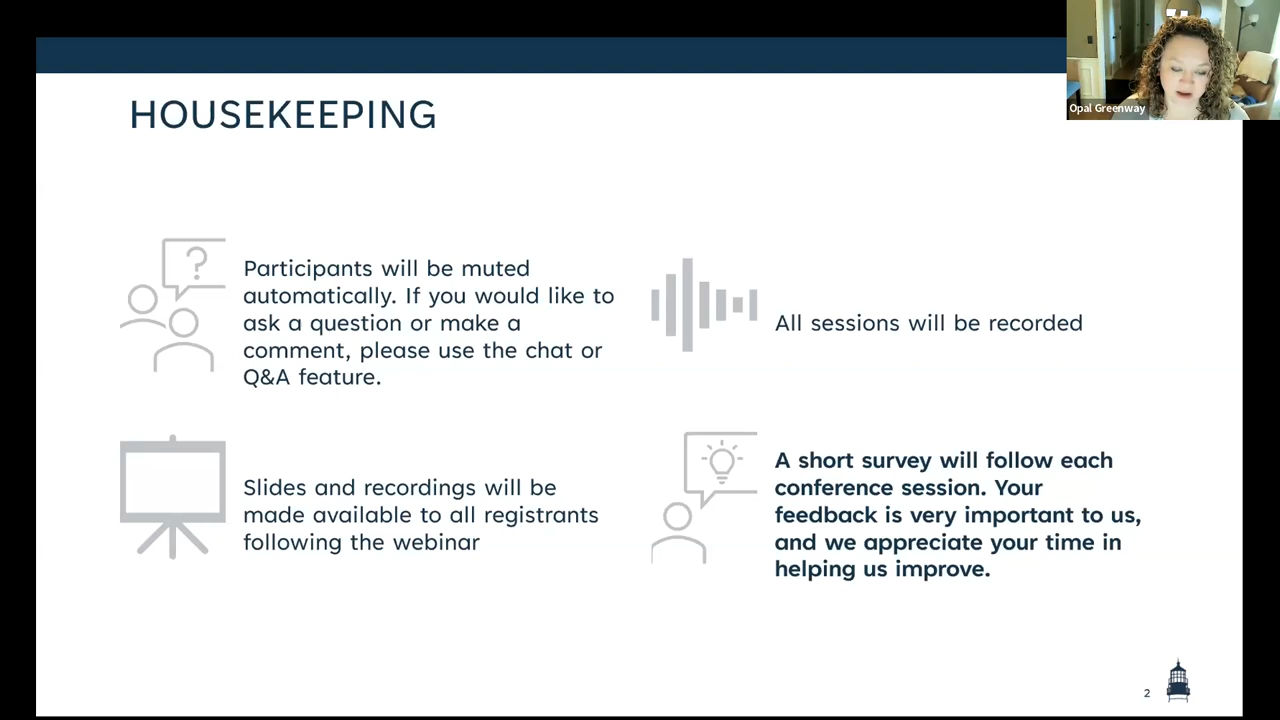 Opal Greenway
HOUSEKEEPING
?
Participants will be muted
automatically. If you would like to
ask a question or make a
comment, please use the chat or
Q&A feature.
All sessions will be recorded
Slides and recordings will be
made available to all registrants
following the webinar
A short survey will follow each
conference session. Your
feedback is very important to us,
and we appreciate your time in
helping us improve.
2